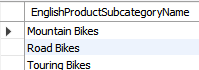 EnglishProductSubcategoryName
Mountain Bikes
Road Bikes
Touring Bikes